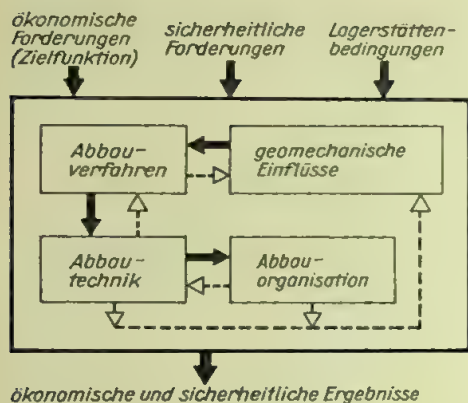 ökonomische
Forderungen
(Zielfunktion)
sicherheitliche
Forderungen
Lagerstätten-
bedingungen
Abbau-
verfahren
geomechanische
Einflüsse
Abbau-
technik
Abbau-
organisation
ökonomische und sicherheitliche Ergebnisse